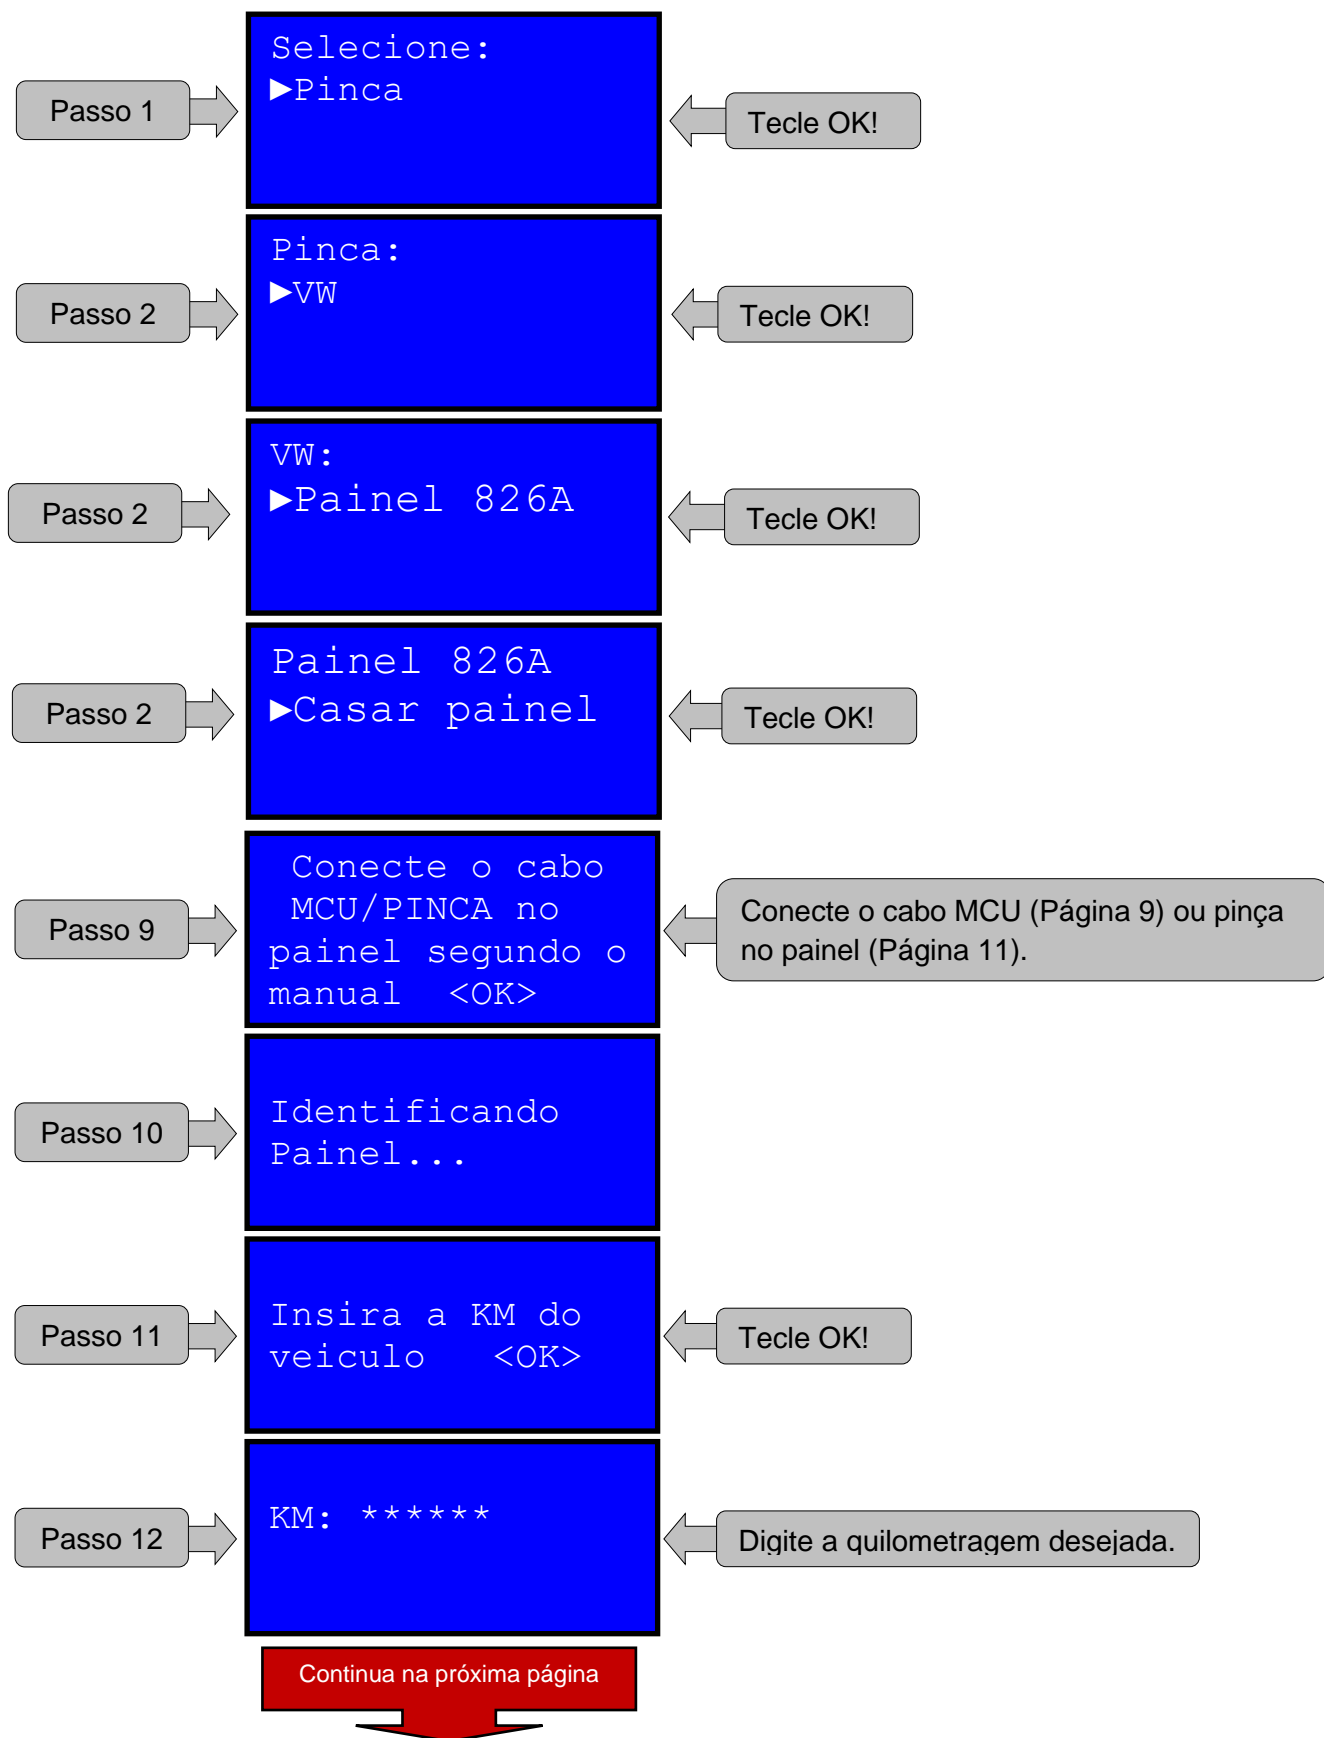 Selecione:
►Pinca
Passo 1
Tecle OK!
Pinca:
►VW
Passo 2
Tecle OK!
VW:
►Painel 826A
Passo 2
Tecle OK!
Painel 826A
►Casar painel
Passo 2
Tecle OK!
Conecte o cabo
MCU/PINCA no
painel segundo o
manual <OK>
Passo 9
Conecte o cabo MCU (Página 9) ou pinça
no painel (Página 11).
Identificando
Painel...
Passo 10
Insira a KM do
veiculo <OK>
Passo 11
Tecle OK!
KM: ******
Passo 12
Digite a quilometragem desejada.
Continua na próxima página